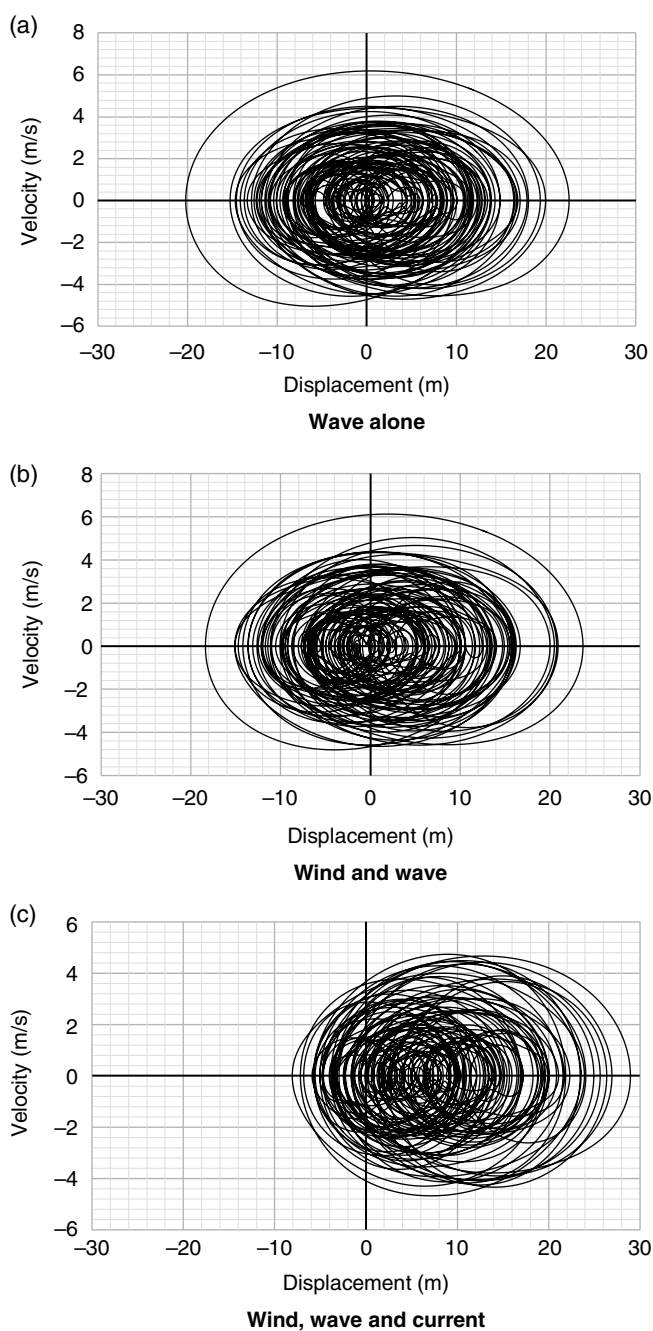 (a)
8
6
4
2
0
–2
–4
–6
Velocity (m/s)
–30 –20 –10 0 10 20 30
Displacement (m)
Wave alone
(b)
8
6
4
2
0
–2
–4
–6
Velocity (m/s)
–30 –20 –10 0 10 20 30
Displacement (m)
Wind and wave
(c)
6
4
2
0
–2
–4
–6
Velocity (m/s)
–30 –20 –10 0 10 20 30
Displacement (m)
Wind, wave and current